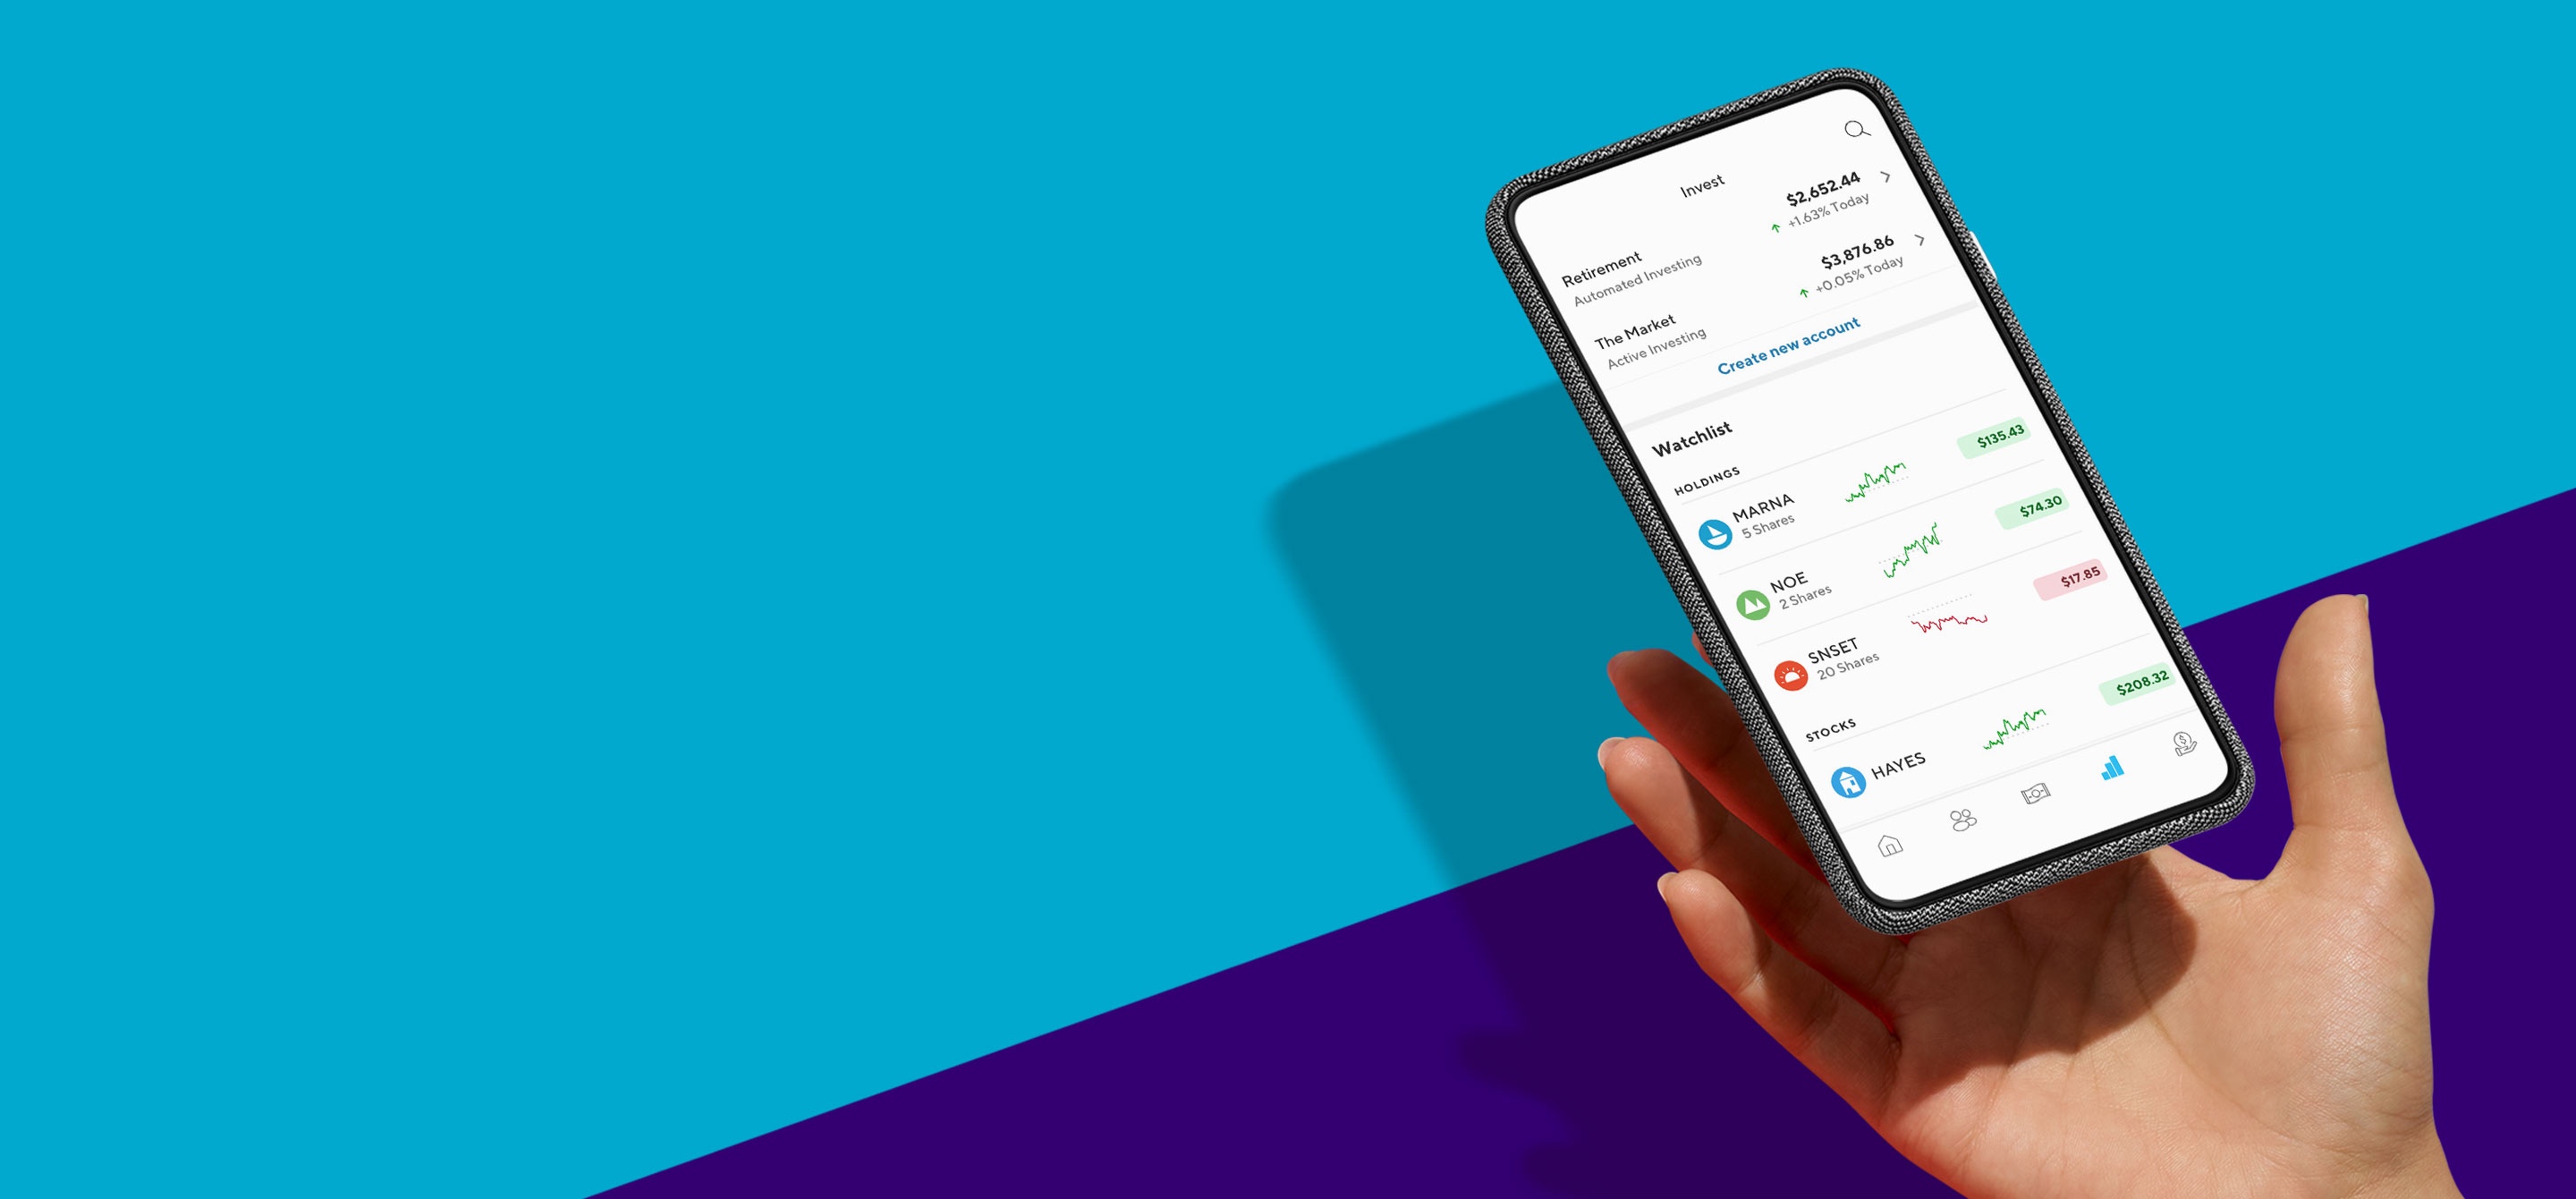 Invest
Retirement $2,652.44
Automated Investing +1.63% Today
The Market $3,876.86
Active Investing +0.05% Today
Create new account
Watchlist
HOLDINGS
MARNA $135.43
5 Shares
NOE $74.30
2 Shares
SNSET $17.85
20 Shares
STOCKS
HAYES $208.32